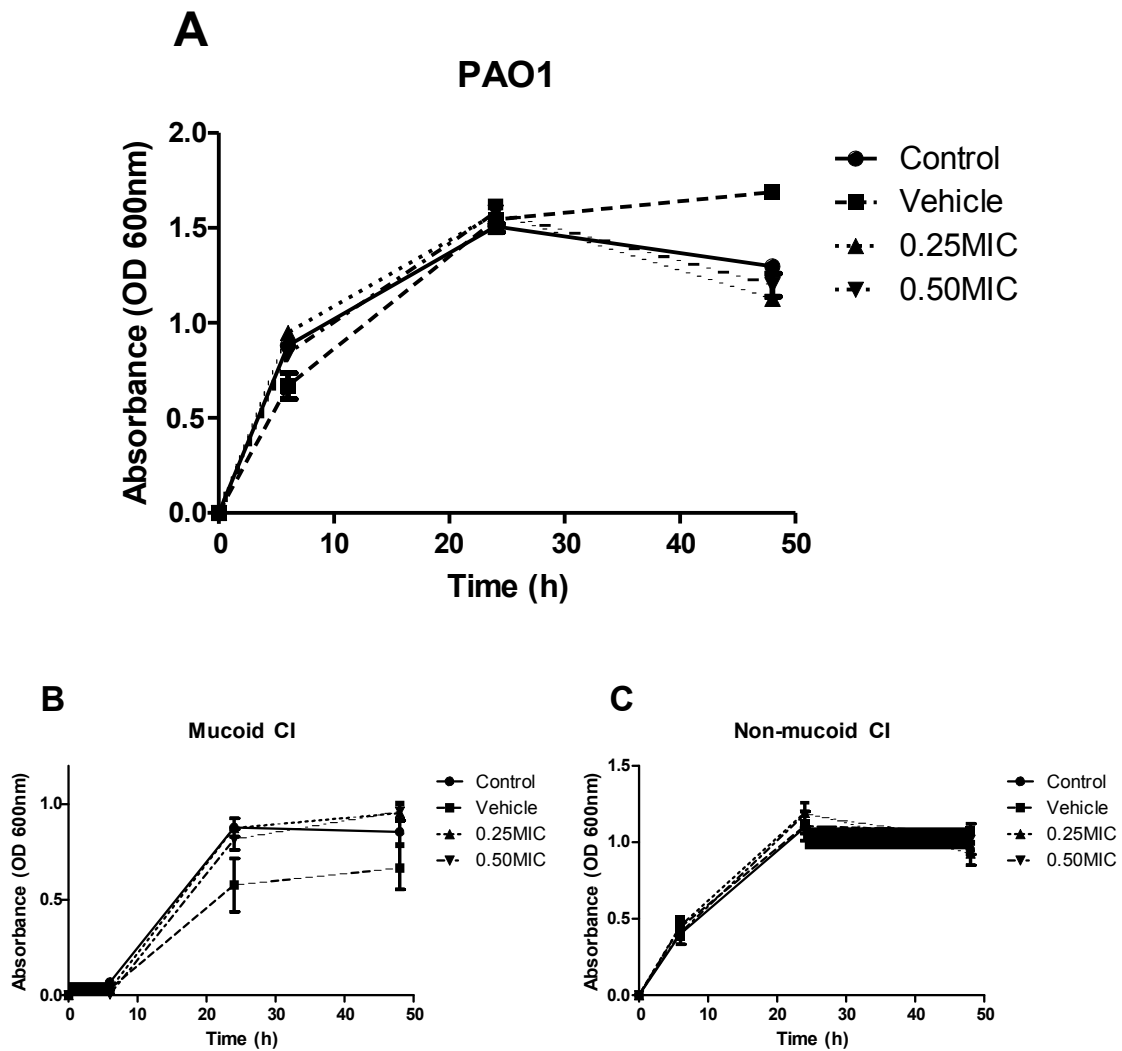 A
PAO1
Absorbance (OD 600nm)
2.0
1.5
1.0
0.5
0.0
0 10 20 30 40 50
Time (h)
Control
Vehicle
0.25MIC
0.50MIC
B
Mucoid CI
Absorbance (OD 600nm)
1.0
0.5
0.0
0 10 20 30 40 50
Time (h)
Control
Vehicle
0.25MIC
0.50MIC
C
Non-mucoid CI
Absorbance (OD 600nm)
1.5
1.0
0.5
0.0
0 10 20 30 40 50
Time (h)
Control
Vehicle
0.25MIC
0.50MIC